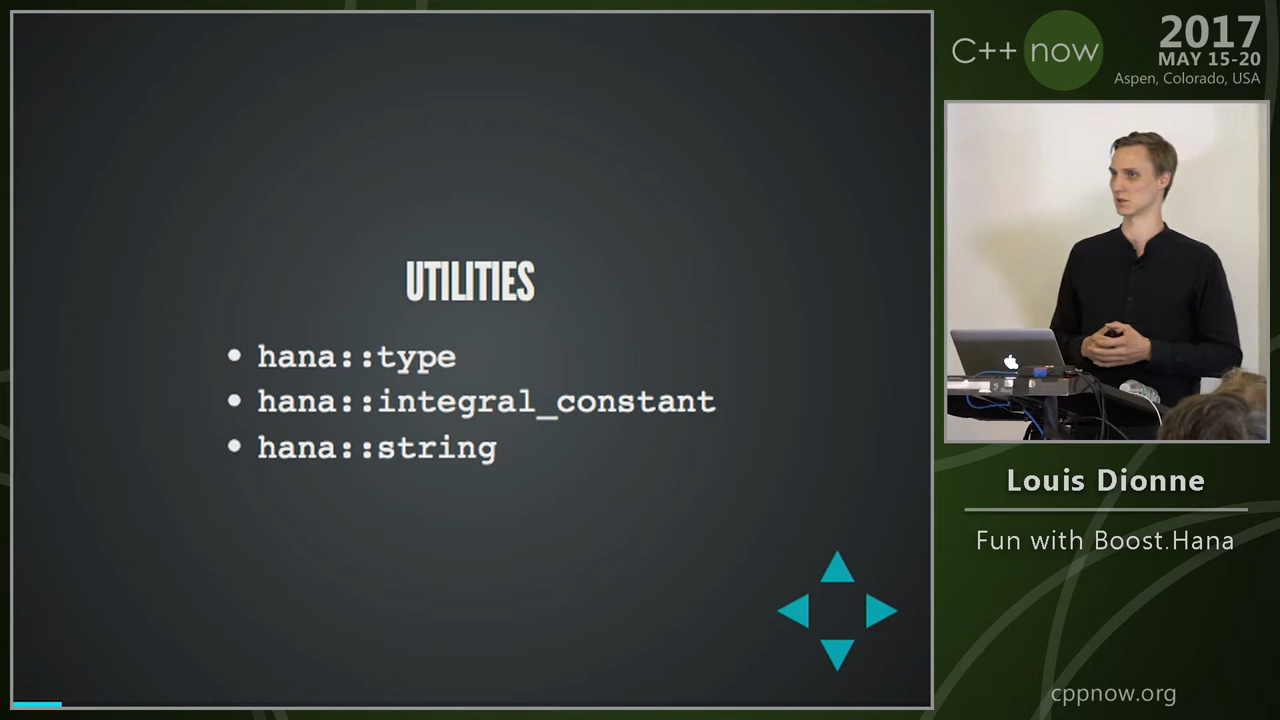 UTILITIES
• hana::type
• hana::integral_constant
• hana::string
C++ now
2017
MAY 15-20
Aspen, Colorado, USA
Louis Dionne
Fun with Boost.Hana
cppnow.org